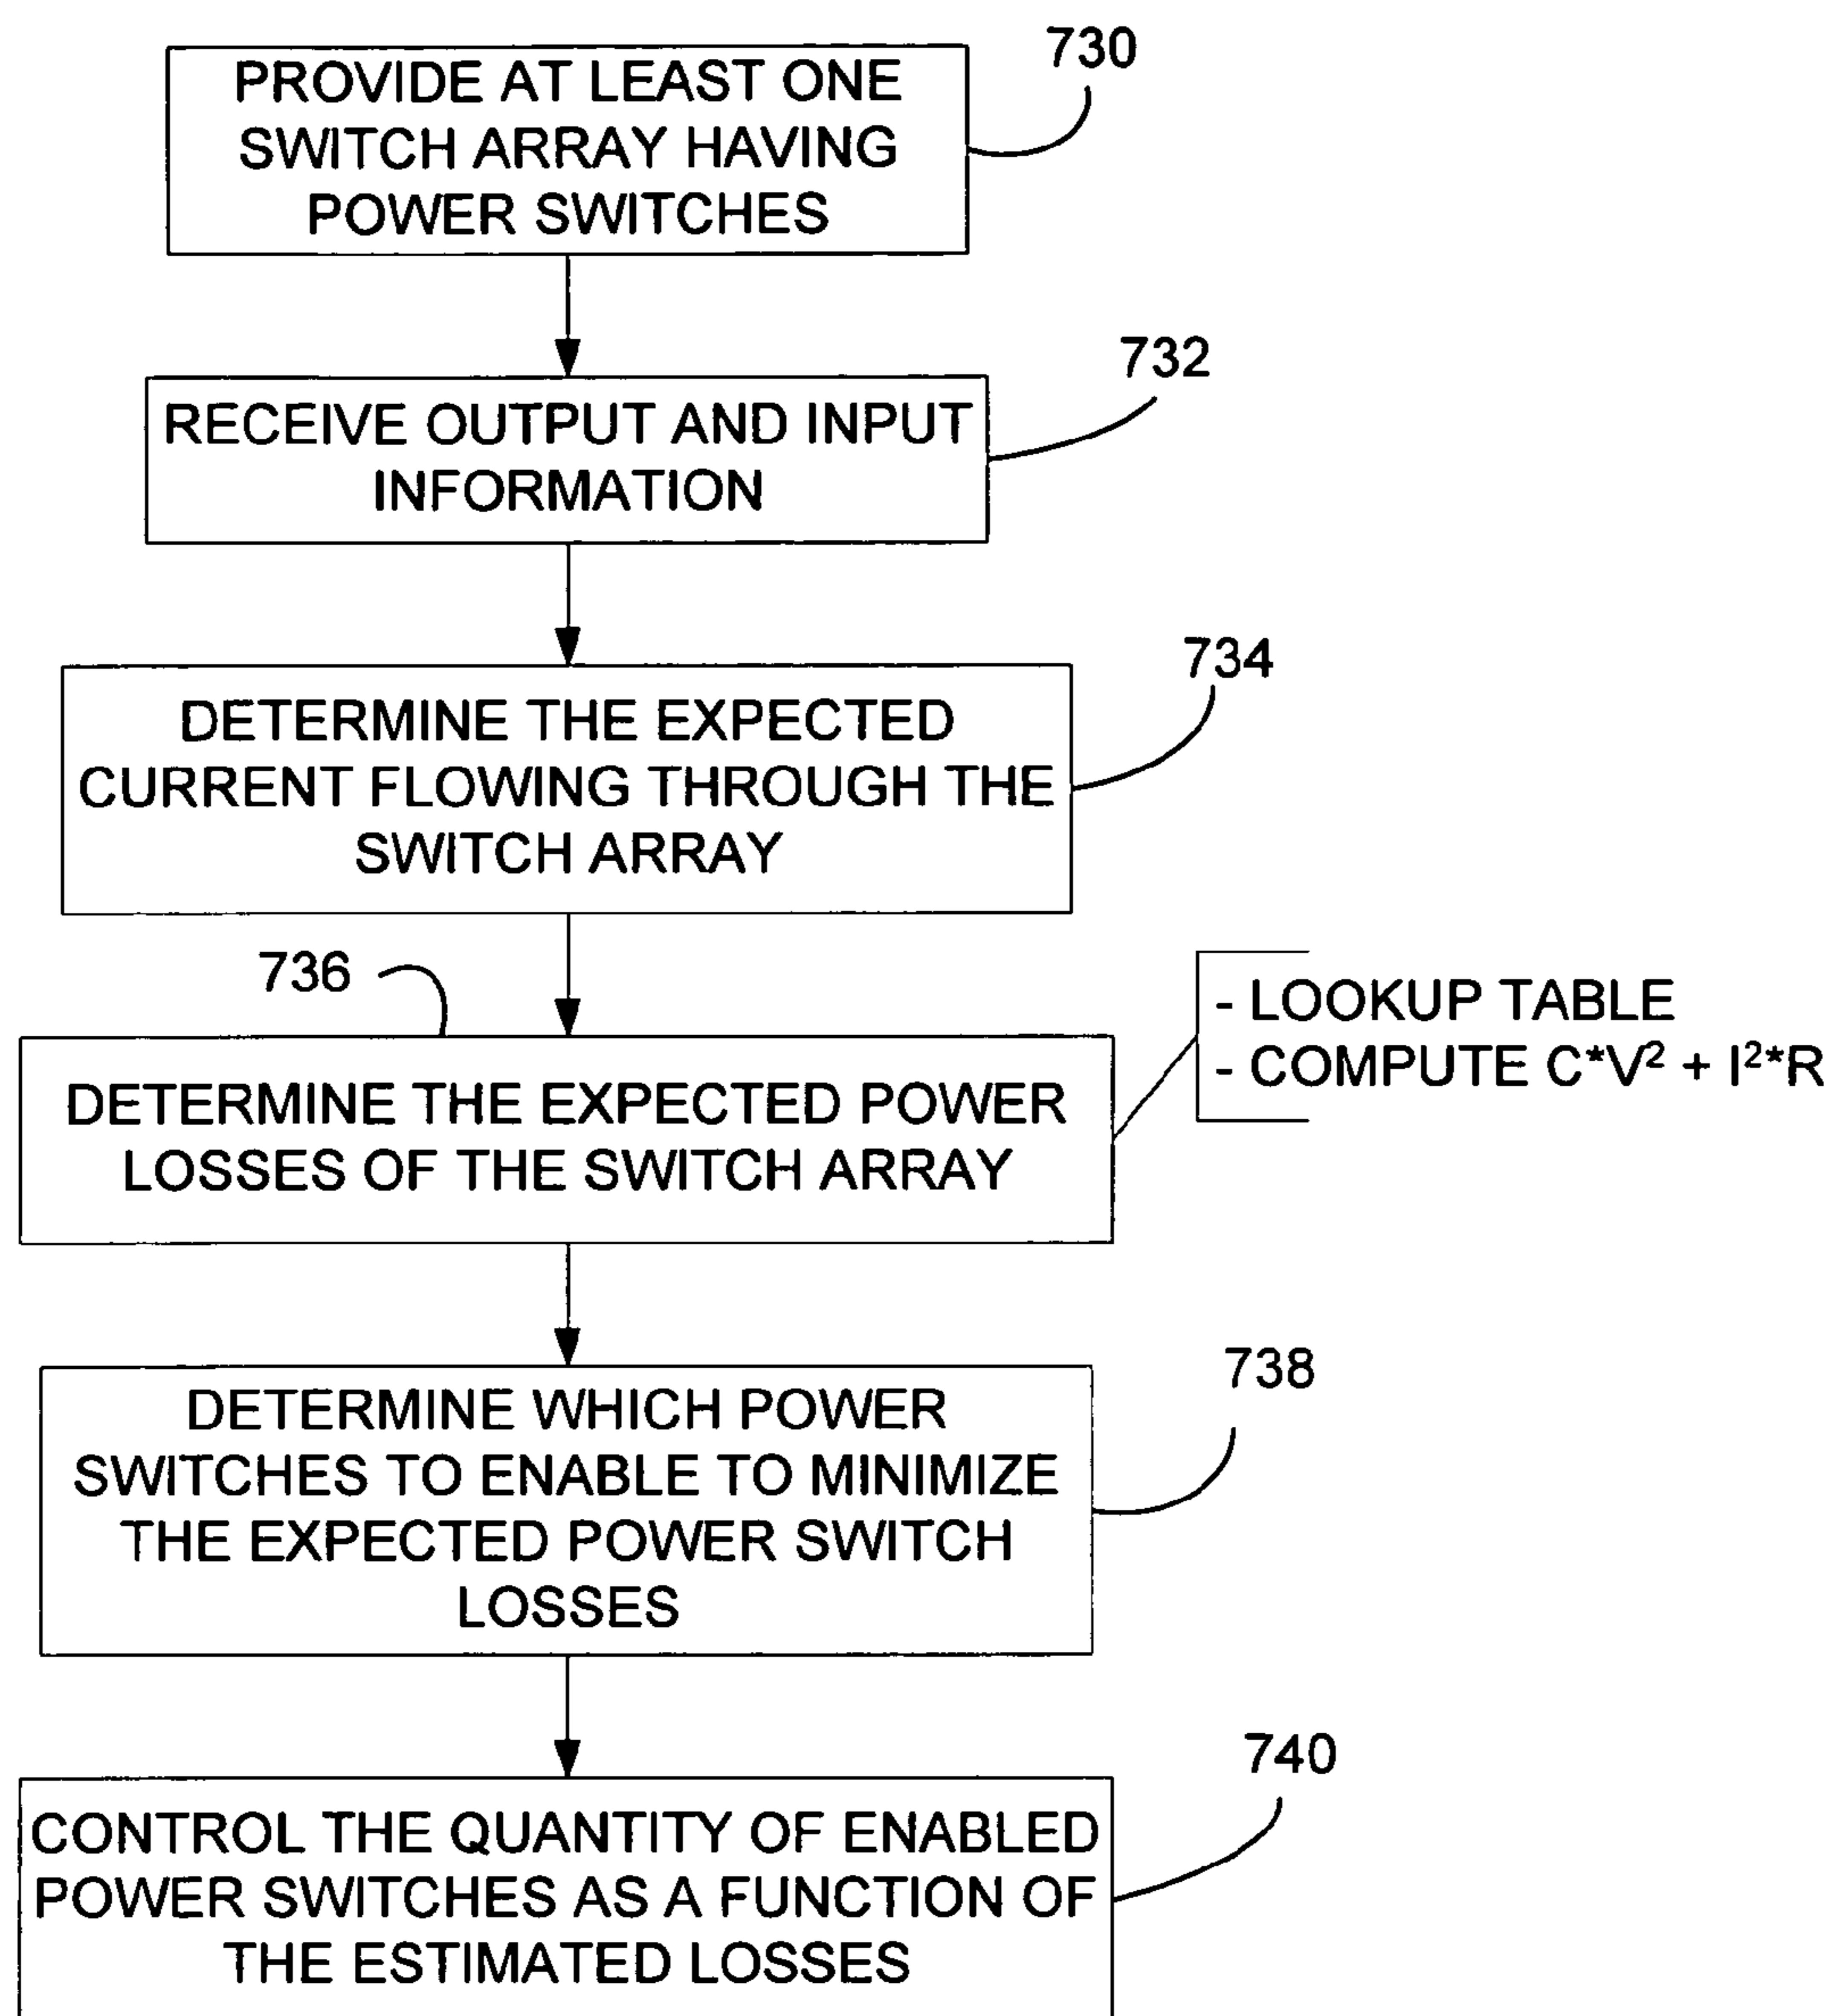 730
PROVIDE AT LEAST ONE
SWITCH ARRAY HAVING
POWER SWITCHES
732
RECEIVE OUTPUT AND INPUT
INFORMATION
734
DETERMINE THE EXPECTED
CURRENT FLOWING THROUGH THE
SWITCH ARRAY
736
DETERMINE THE EXPECTED POWER
LOSSES OF THE SWITCH ARRAY
- LOOKUP TABLE
- COMPUTE C*V² + I²*R
738
DETERMINE WHICH POWER
SWITCHES TO ENABLE TO MINIMIZE
THE EXPECTED POWER SWITCH
LOSSES
740
CONTROL THE QUANTITY OF ENABLED
POWER SWITCHES AS A FUNCTION OF
THE ESTIMATED LOSSES